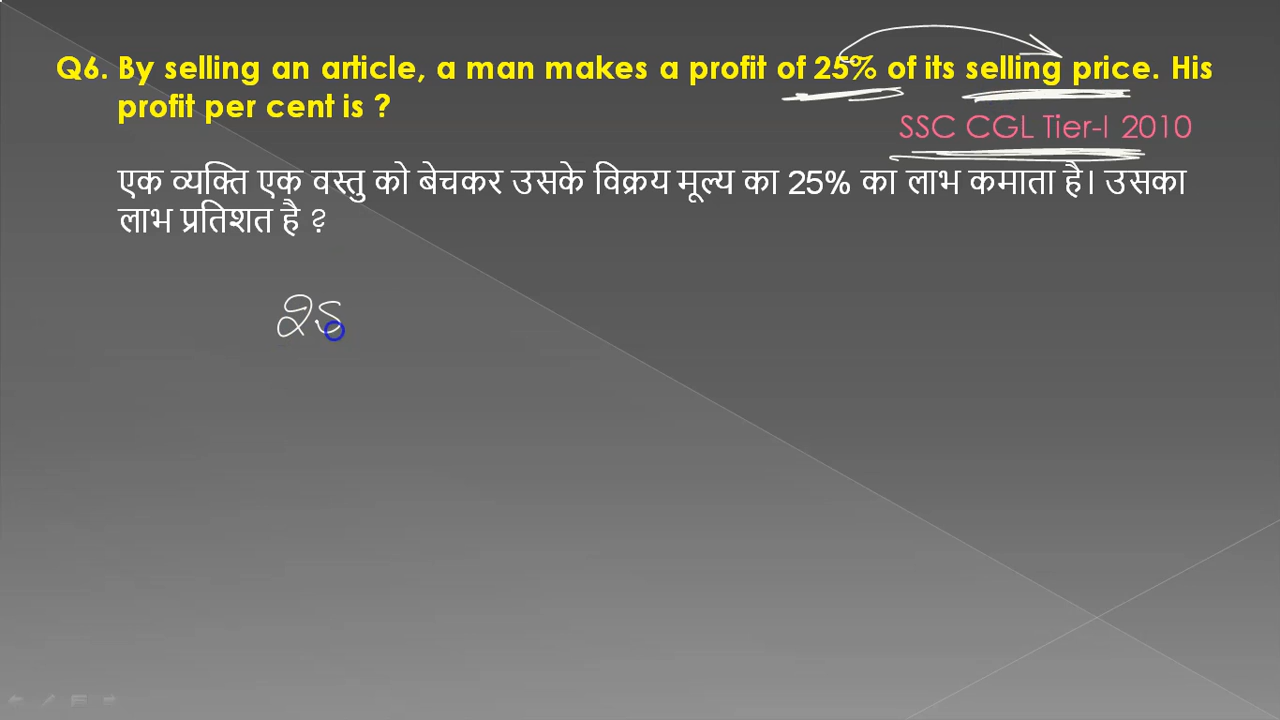 Q6. By selling an article, a man makes a profit of 25% of its selling price. His
profit per cent is ?
SSC CGL Tier-I 2010
एक व्यक्ति एक वस्तु को बेचकर उसके विक्रय मूल्य का 25% का लाभ कमाता है। उसका
लाभ प्रतिशत है ?
25